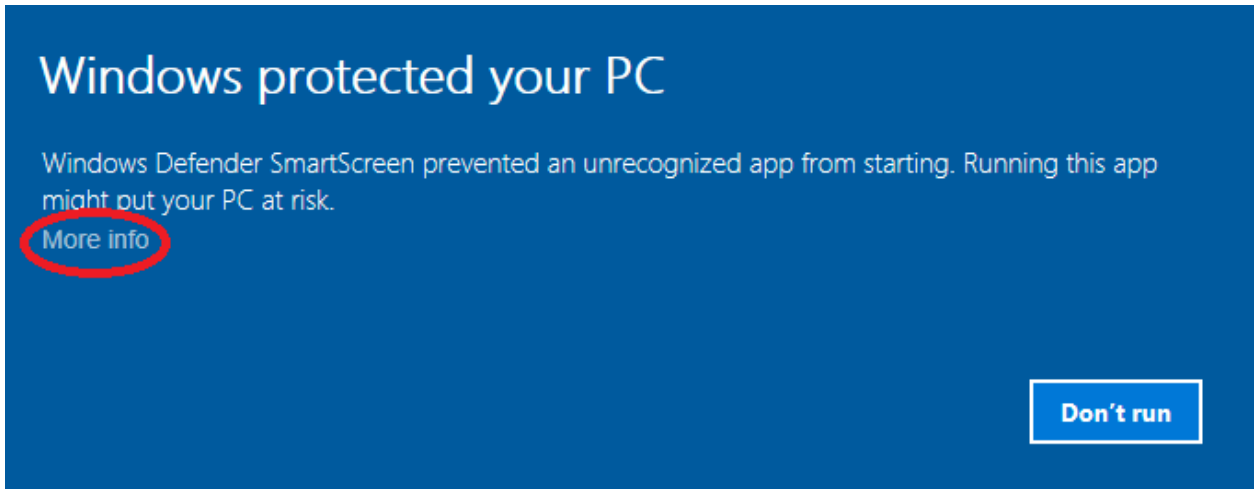 Windows protected your PC
Windows Defender SmartScreen prevented an unrecognized app from starting. Running this app
might put your PC at risk.
More info
Don't run